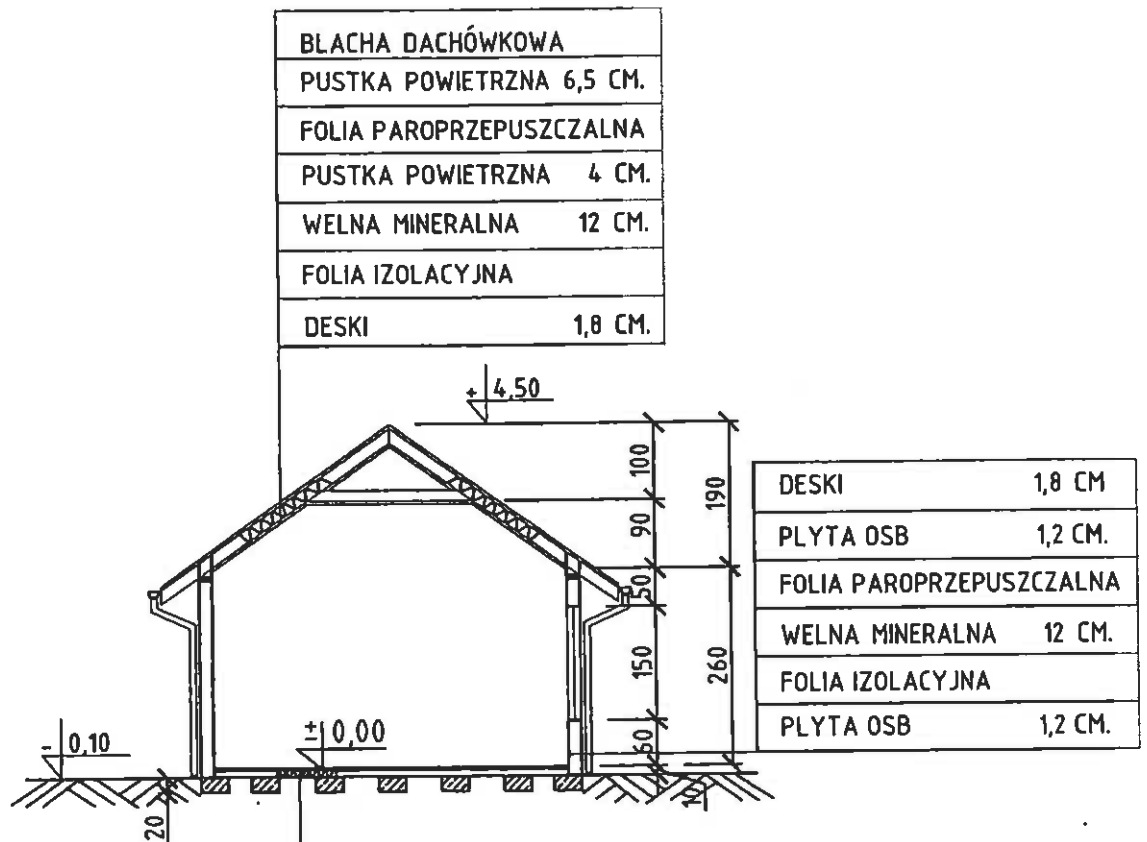 BLACHA DACHÓWKOWA
PUSTKA POWIETRZNA 6,5 CM.
FOLIA PAROPRZEPUSZCZALNA
PUSTKA POWIETRZNA 4 CM.
WELNA MINERALNA 12 CM.
FOLIA IZOLACYJNA
DESKI 1,8 CM.
+ 4,50
100
190
90
50
150
260
60
10
DESKI 1,8 CM
PLYTA OSB 1,2 CM.
FOLIA PAROPRZEPUSZCZALNA
WELNA MINERALNA 12 CM.
FOLIA IZOLACYJNA
PLYTA OSB 1,2 CM.
- 0,10
± 0,00
20